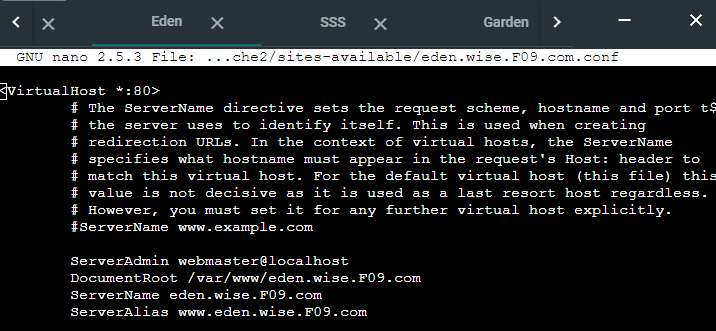 Eden SSS Garden
GNU nano 2.5.3 File: ...che2/sites-available/eden.wise.F09.com.conf
<VirtualHost *:80>
# The ServerName directive sets the request scheme, hostname and port t$
# the server uses to identify itself. This is used when creating
# redirection URLs. In the context of virtual hosts, the ServerName
# specifies what hostname must appear in the request's Host: header to
# match this virtual host. For the default virtual host (this file) this
# value is not decisive as it is used as a last resort host regardless.
# However, you must set it for any further virtual host explicitly.
#ServerName www.example.com
ServerAdmin webmaster@localhost
DocumentRoot /var/www/eden.wise.F09.com
ServerName eden.wise.F09.com
ServerAlias www.eden.wise.F09.com